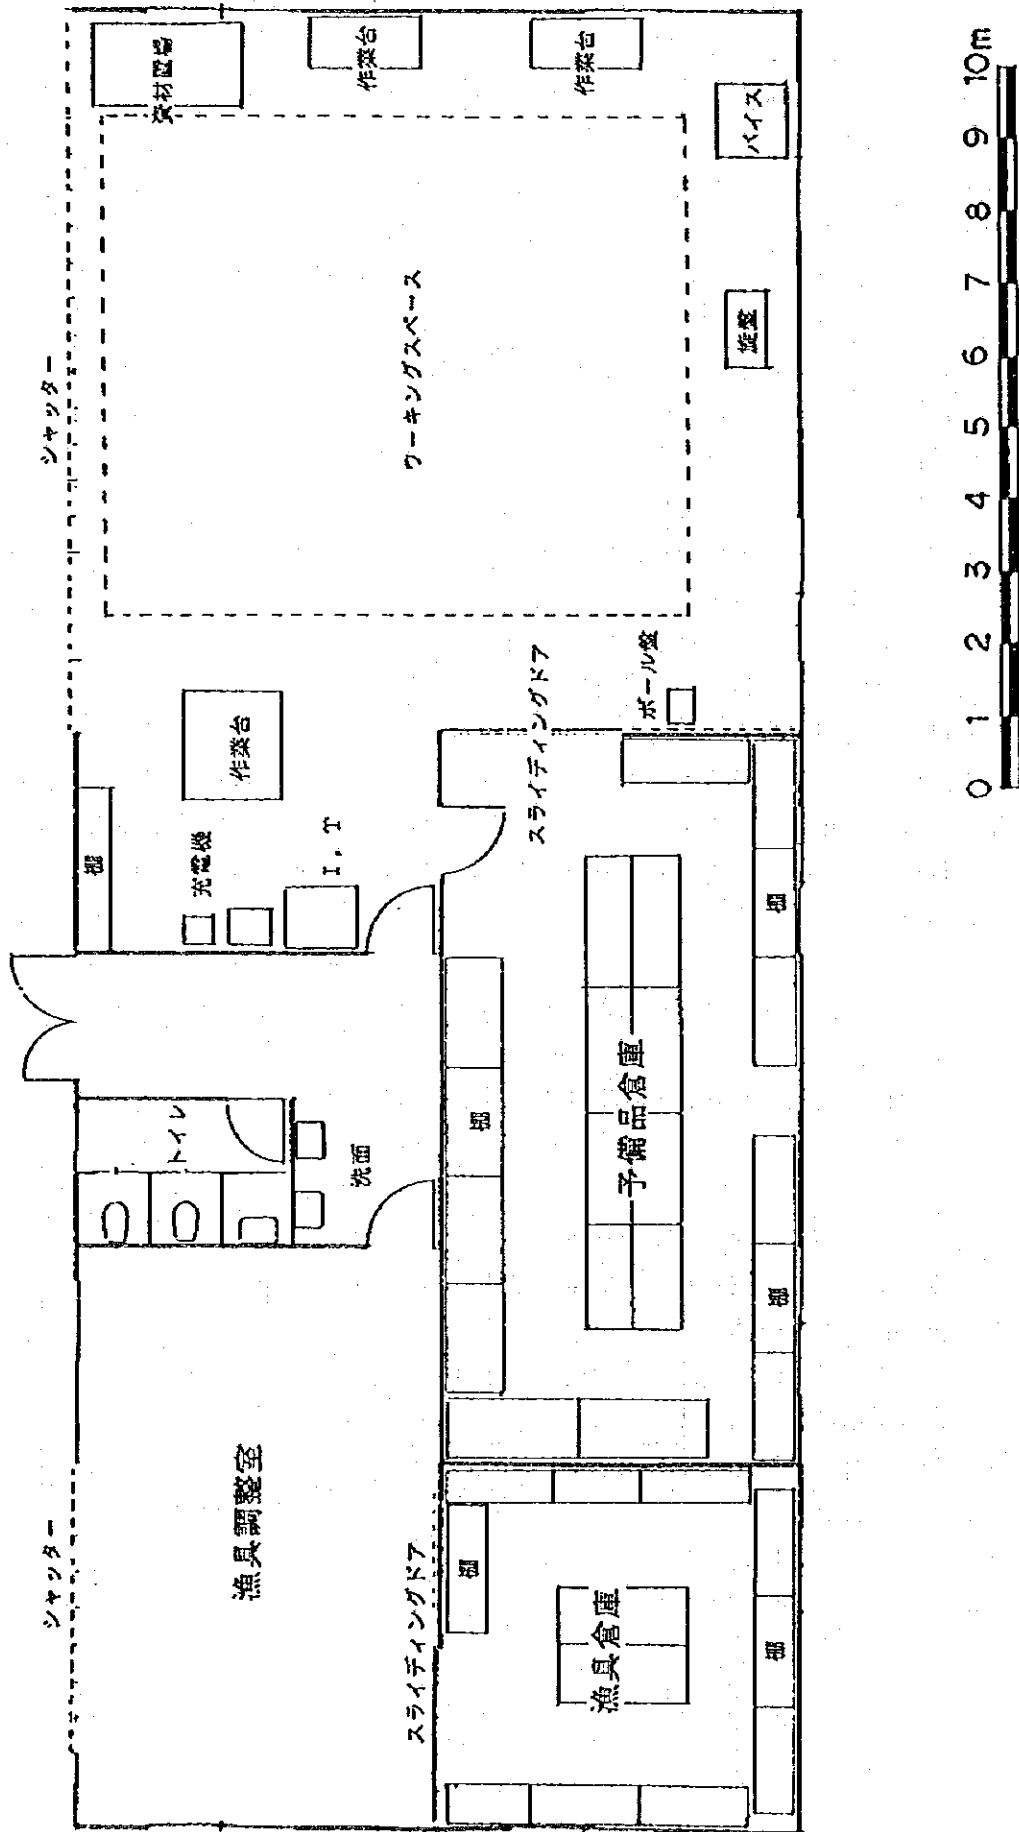 シャッター
シャッター
資材置場
作業台
作業台
バイス
旋盤
ワーキングスペース
ボール盤
スライディングドア
作業台
棚
充電機
I, T
トイレ
洗面
棚
予備品倉庫
棚
棚
漁具調整室
スライディングドア
棚
漁具倉庫
棚
0 1 2 3 4 5 6 7 8 9 10m